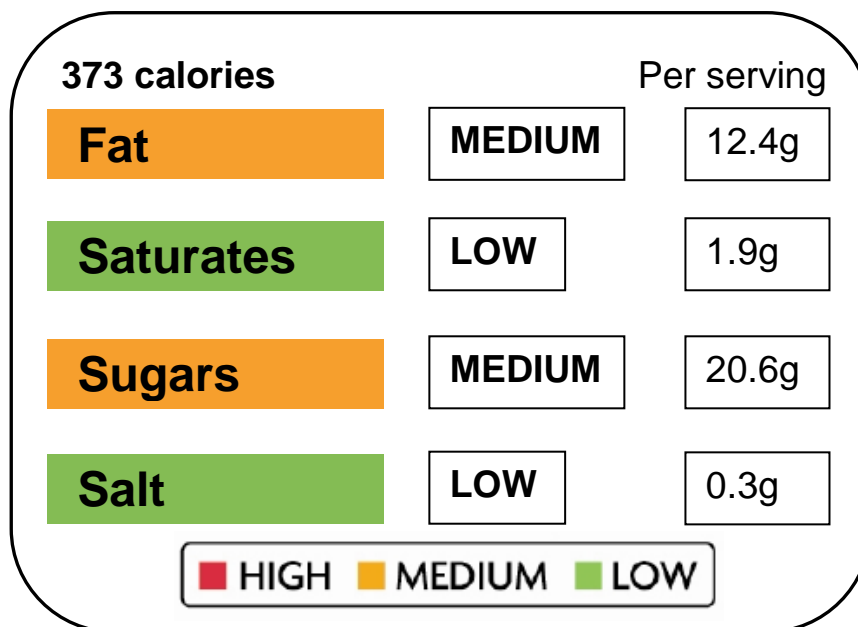 373 calories Per serving
Fat MEDIUM 12.4g
Saturates LOW 1.9g
Sugars MEDIUM 20.6g
Salt LOW 0.3g
HIGH MEDIUM LOW